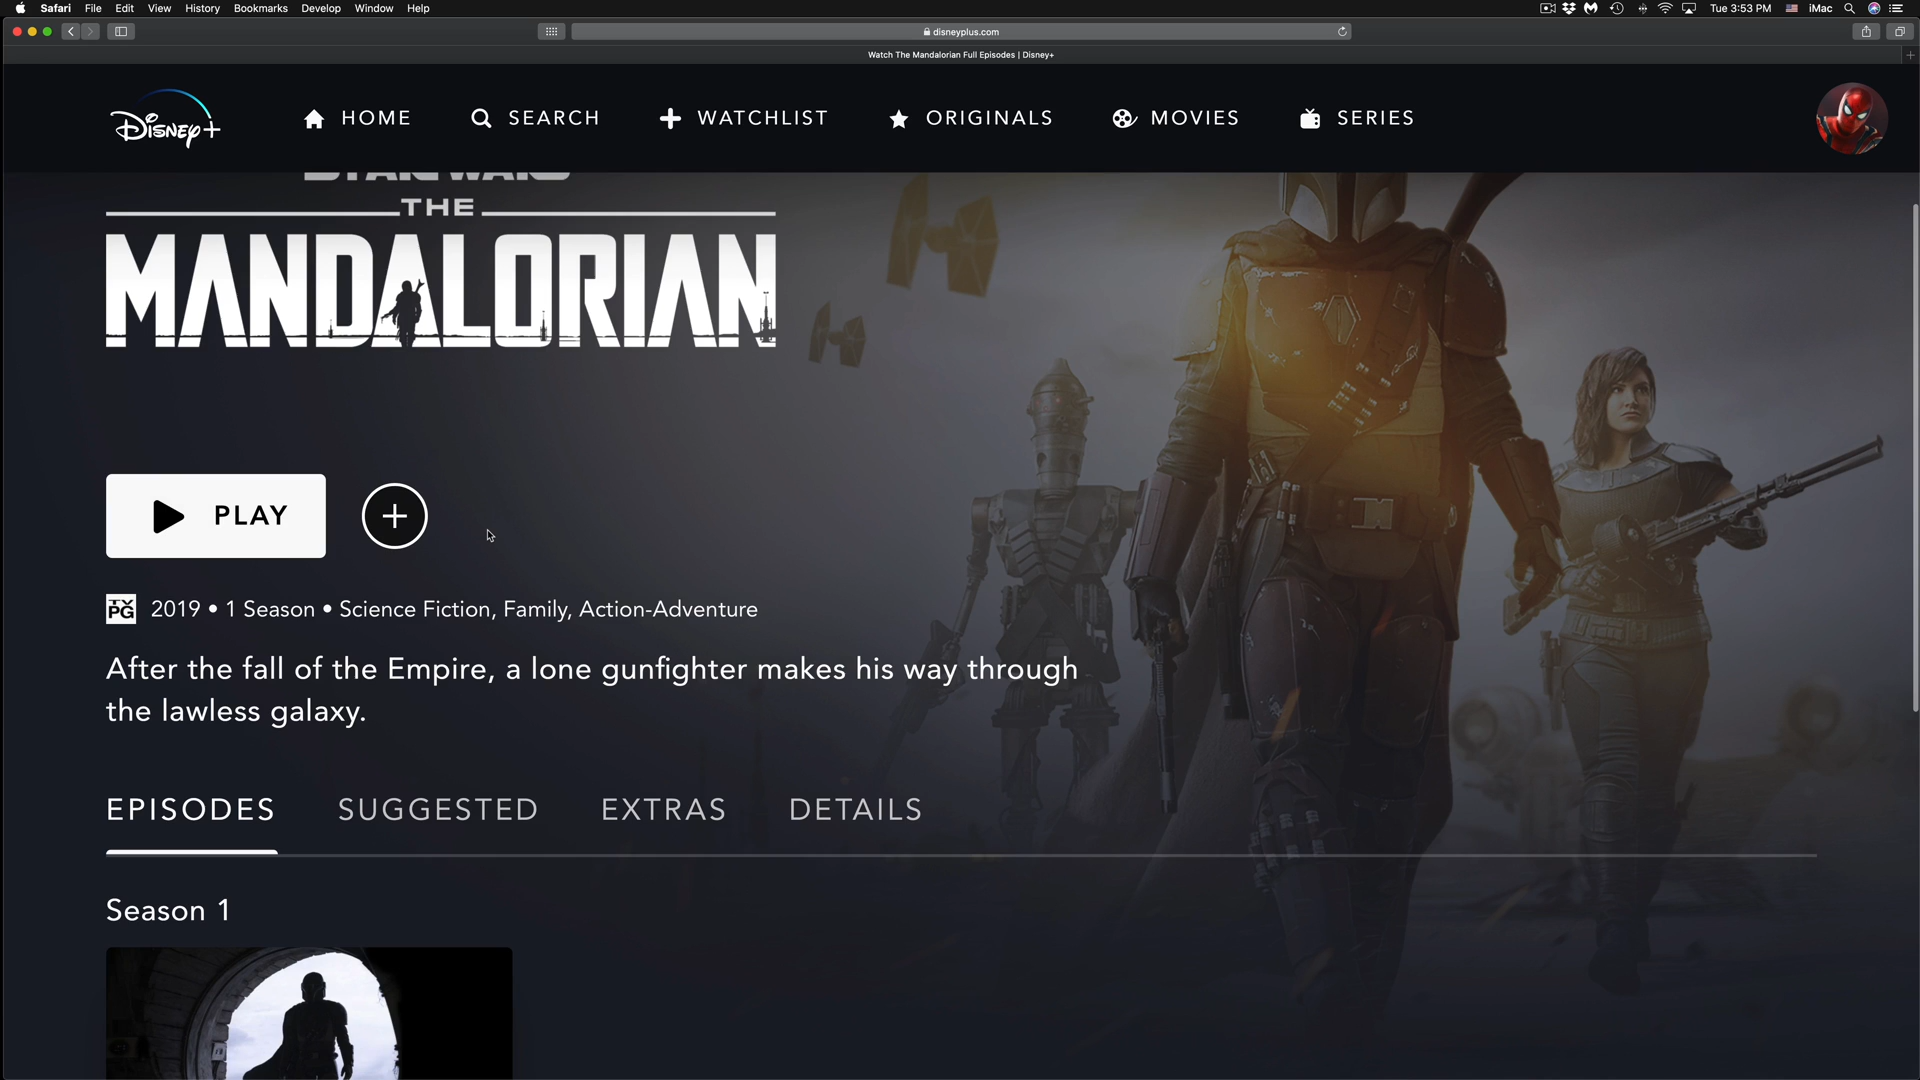 Safari File Edit View History Bookmarks Develop Window Help
Tue 3:53 PM iMac
disneyplus.com
Watch The Mandalorian Full Episodes | Disney+
Disney+
HOME SEARCH WATCHLIST ORIGINALS MOVIES SERIES
STAR WARS
THE
MANDALORIAN
PLAY
TV PG 2019 • 1 Season • Science Fiction, Family, Action-Adventure
After the fall of the Empire, a lone gunfighter makes his way through
the lawless galaxy.
EPISODES SUGGESTED EXTRAS DETAILS
Season 1